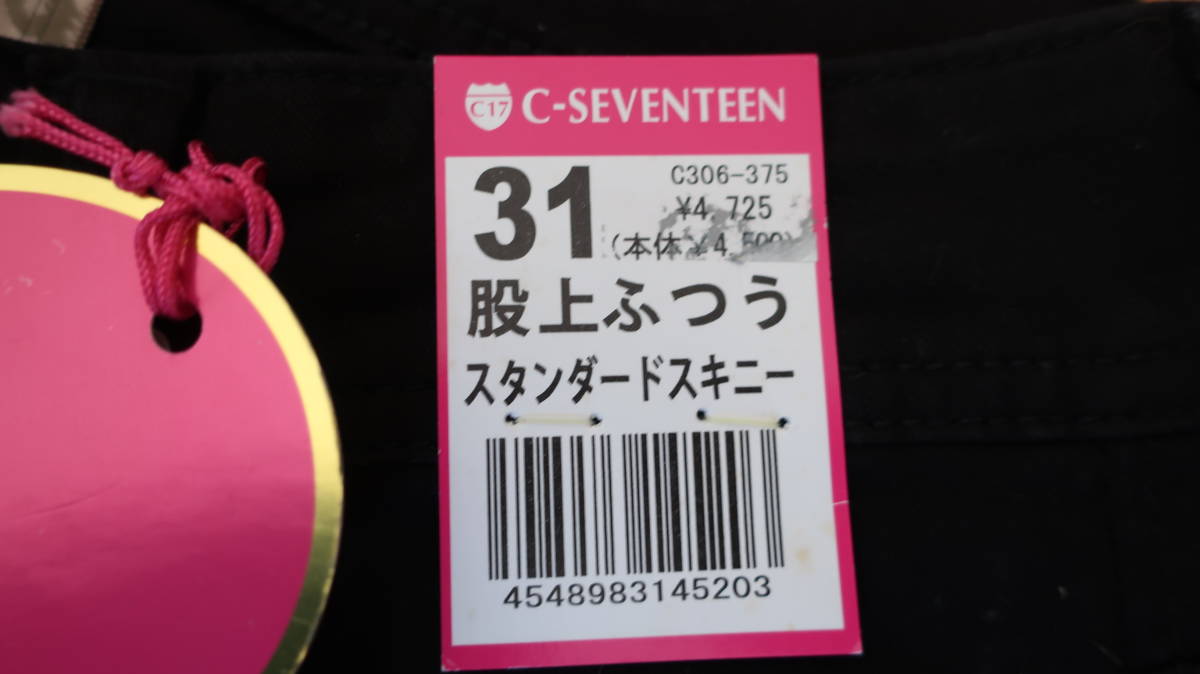 C17 C-SEVENTEEN
31
C306-375
¥4,725
(本体 ¥4,500)
股上ふつう
スタンダードスキニー
4548983145203